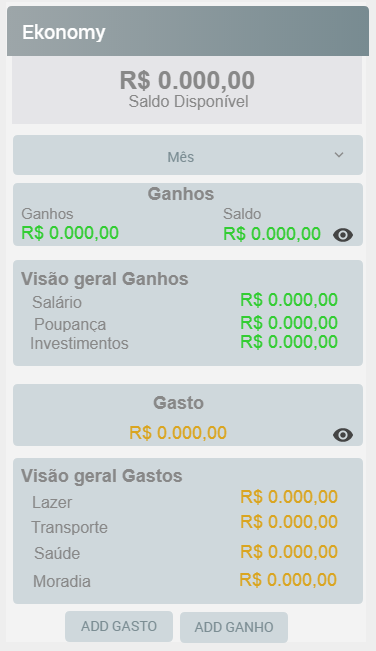 Ekonomy
R$ 0.000,00
Saldo Disponível
Mês
Ganhos
Ganhos Saldo
R$ 0.000,00 R$ 0.000,00
Visão geral Ganhos
Salário R$ 0.000,00
Poupança R$ 0.000,00
Investimentos R$ 0.000,00
Gasto
R$ 0.000,00
Visão geral Gastos
Lazer R$ 0.000,00
Transporte R$ 0.000,00
Saúde R$ 0.000,00
Moradia R$ 0.000,00
ADD GASTO ADD GANHO